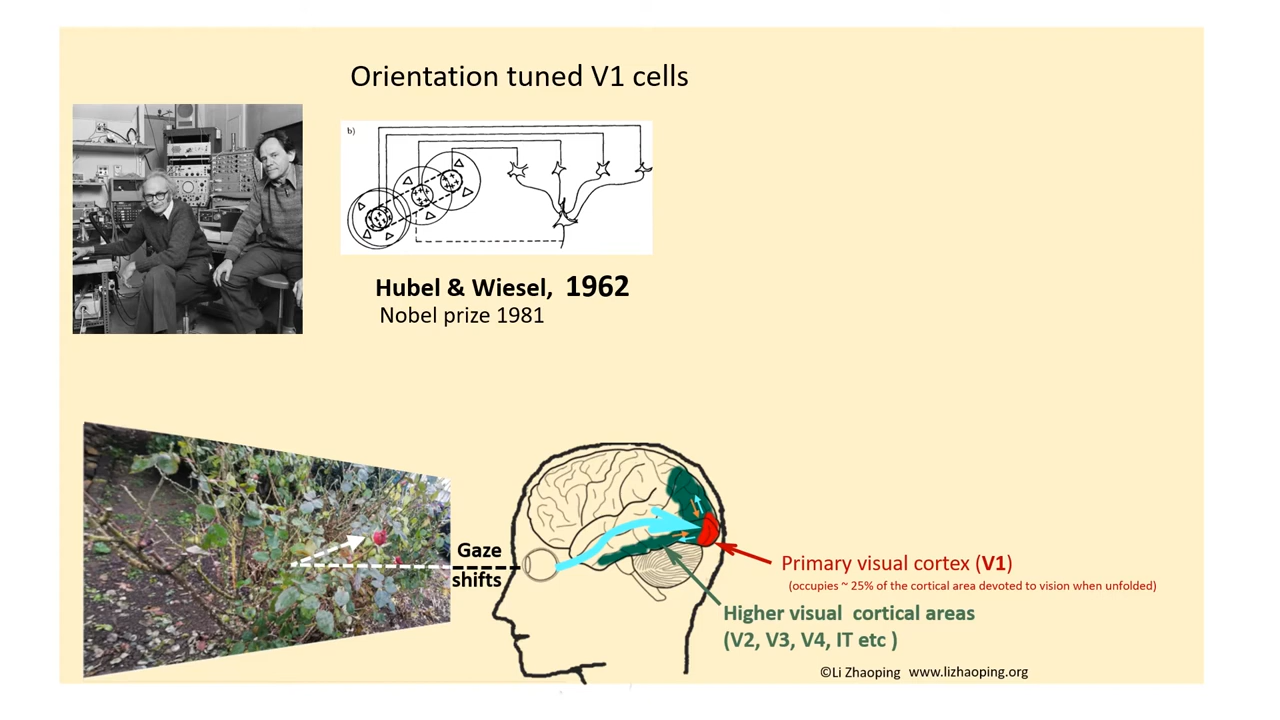 Orientation tuned V1 cells
b)
Hubel & Wiesel, 1962
Nobel prize 1981
Gaze
shifts
Primary visual cortex (V1)
(occupies ~ 25% of the cortical area devoted to vision when unfolded)
Higher visual cortical areas
(V2, V3, V4, IT etc )
©Li Zhaoping www.lizhaoping.org